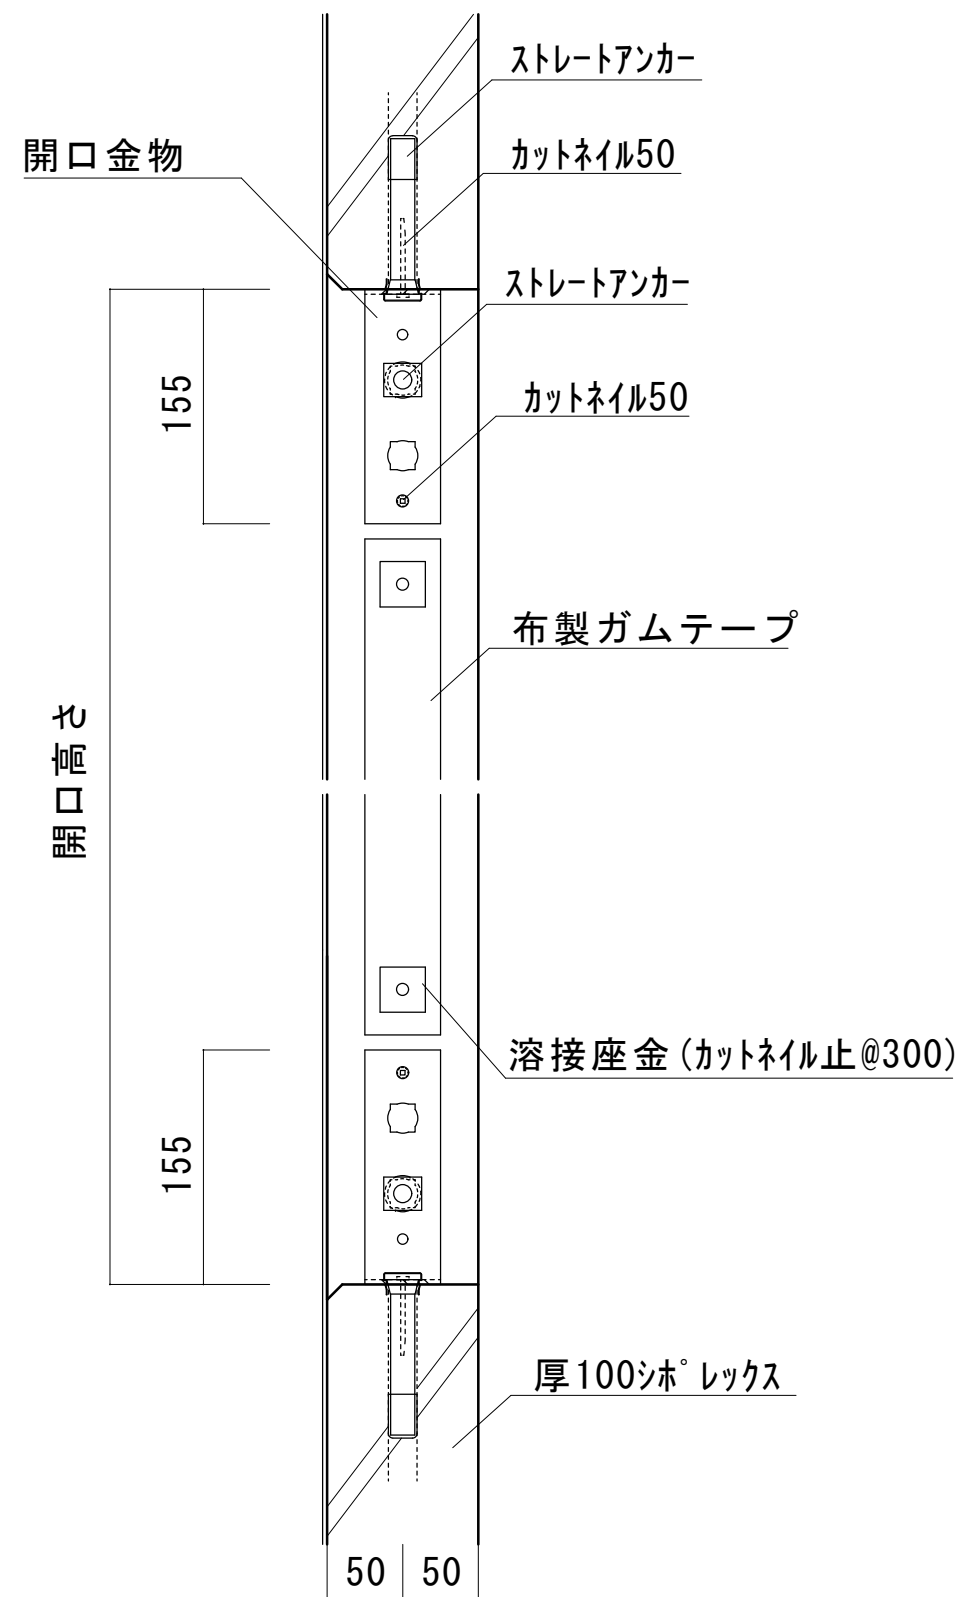 ストレートアンカー
開口金物
カットネイル50
ストレートアンカー
155
カットネイル50
布製ガムテープ
開口高さ
溶接座金(カットネイル止@300)
155
厚100シポレックス
50
50